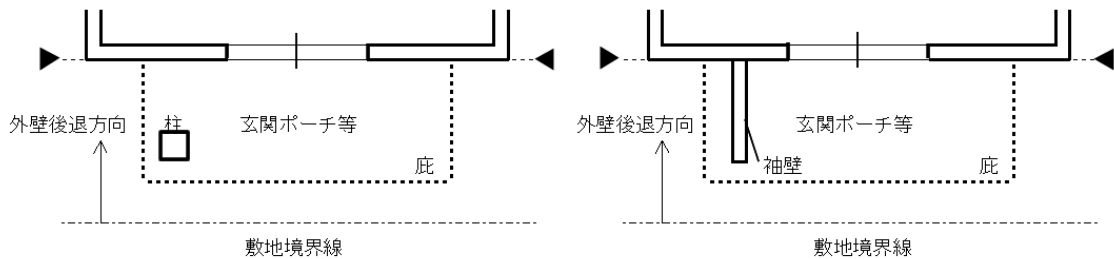 外壁後退方向
柱
玄関ポーチ等
庇
敷地境界線
外壁後退方向
玄関ポーチ等
袖壁
庇
敷地境界線